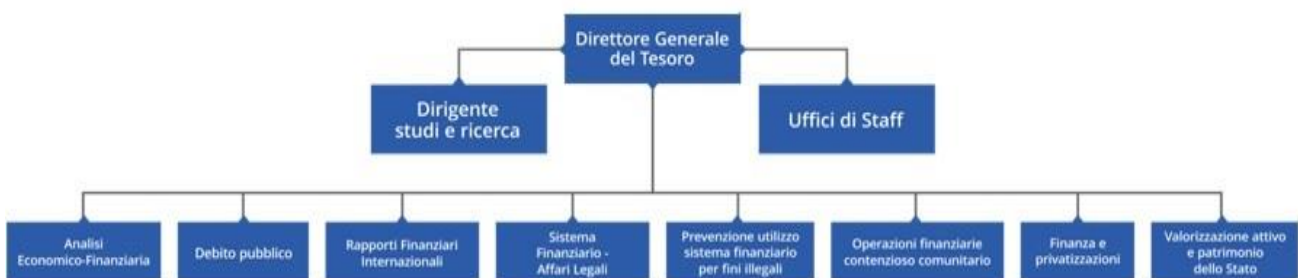 Direttore Generale
del Tesoro
Dirigente
studi e ricerca
Uffici di Staff
Analisi
Economico-Finanziaria
Debito pubblico
Rapporti Finanziari
Internazionali
Sistema
Finanziario -
Affari Legali
Prevenzione utilizzo
sistema finanziario
per fini illegali
Operazioni finanziarie
contenzioso comunitario
Finanza e
privatizzazioni
Valorizzazione attivo
e patrimonio
dello Stato